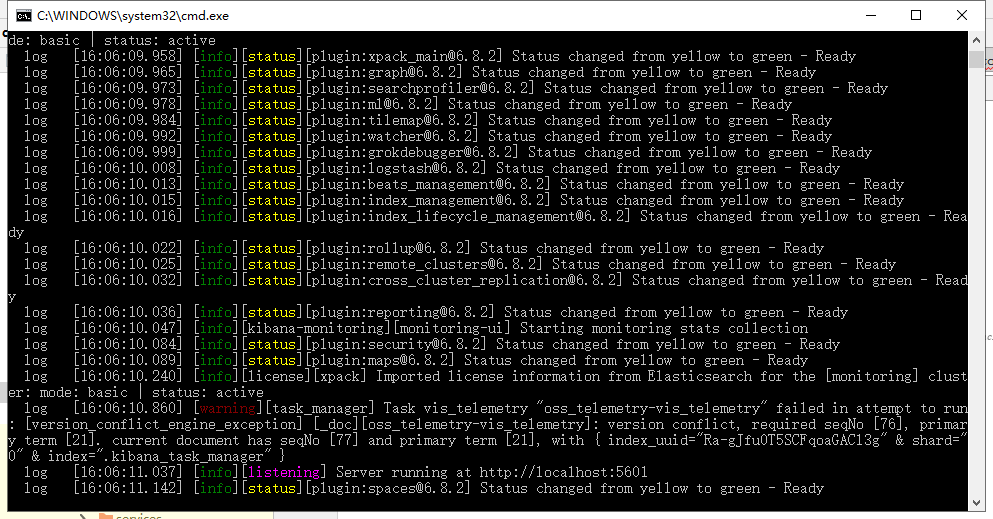 C:\WINDOWS\system32\cmd.exe
de: basic | status: active
log [16:06:09.958] [info][status][plugin:xpack_main@6.8.2] Status changed from yellow to green - Ready
log [16:06:09.965] [info][status][plugin:graph@6.8.2] Status changed from yellow to green - Ready
log [16:06:09.973] [info][status][plugin:searchprofiler@6.8.2] Status changed from yellow to green - Ready
log [16:06:09.978] [info][status][plugin:ml@6.8.2] Status changed from yellow to green - Ready
log [16:06:09.984] [info][status][plugin:tilemap@6.8.2] Status changed from yellow to green - Ready
log [16:06:09.992] [info][status][plugin:watcher@6.8.2] Status changed from yellow to green - Ready
log [16:06:09.999] [info][status][plugin:grokdebugger@6.8.2] Status changed from yellow to green - Ready
log [16:06:10.008] [info][status][plugin:logstash@6.8.2] Status changed from yellow to green - Ready
log [16:06:10.013] [info][status][plugin:beats_management@6.8.2] Status changed from yellow to green - Ready
log [16:06:10.015] [info][status][plugin:index_management@6.8.2] Status changed from yellow to green - Ready
log [16:06:10.016] [info][status][plugin:index_lifecycle_management@6.8.2] Status changed from yellow to green - Rea
dy
log [16:06:10.022] [info][status][plugin:rollup@6.8.2] Status changed from yellow to green - Ready
log [16:06:10.025] [info][status][plugin:remote_clusters@6.8.2] Status changed from yellow to green - Ready
log [16:06:10.032] [info][status][plugin:cross_cluster_replication@6.8.2] Status changed from yellow to green - Read
y
log [16:06:10.036] [info][status][plugin:reporting@6.8.2] Status changed from yellow to green - Ready
log [16:06:10.047] [info][kibana-monitoring][monitoring-ui] Starting monitoring stats collection
log [16:06:10.084] [info][status][plugin:security@6.8.2] Status changed from yellow to green - Ready
log [16:06:10.089] [info][status][plugin:maps@6.8.2] Status changed from yellow to green - Ready
log [16:06:10.240] [info][license][xpack] Imported license information from Elasticsearch for the [monitoring] clust
er: mode: basic | status: active
log [16:06:10.860] [warning][task_manager] Task vis_telemetry "oss_telemetry-vis_telemetry" failed in attempt to run
: [version_conflict_engine_exception] [_doc][oss_telemetry-vis_telemetry]: version conflict, required seqNo [76], primar
y term [21]. current document has seqNo [77] and primary term [21], with { index_uuid="Ra-gJfu0T5SCFqoaGACl3g" & shard="
0" & index=".kibana_task_manager" }
log [16:06:11.037] [info][listening] Server running at http://localhost:5601
log [16:06:11.142] [info][status][plugin:spaces@6.8.2] Status changed from yellow to green - Ready